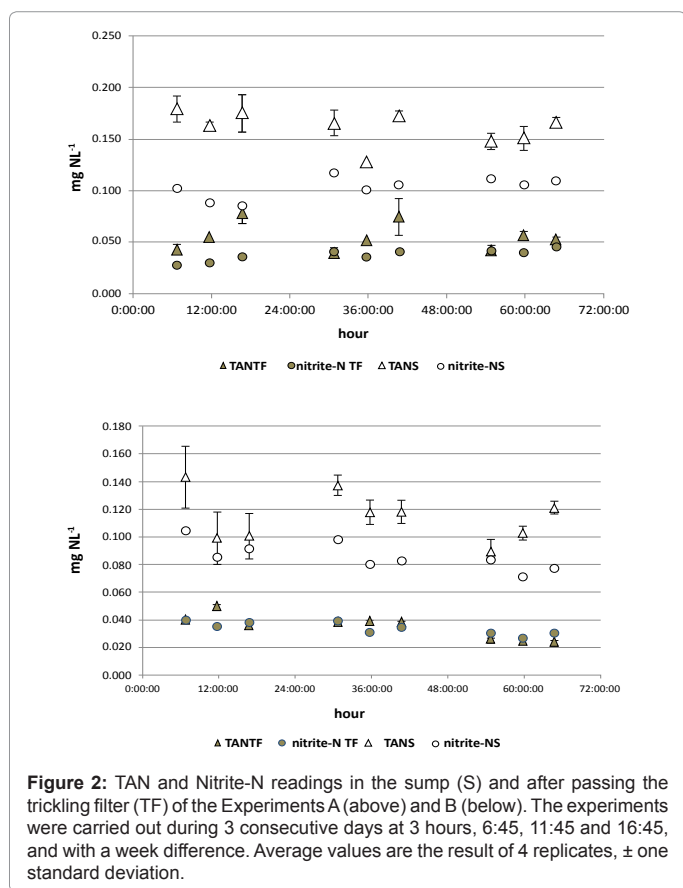 0.250
0.200
0.150
0.100
0.050
0.000
mg NL-1
0:00:00 12:00:00 24:00:00 36:00:00 48:00:00 60:00:00 72:00:00
hour
TANTF nitrite-N TF TANS nitrite-NS
0.180
0.160
0.140
0.120
0.100
0.080
0.060
0.040
0.020
0.000
mg NL-1
0:00:00 12:00:00 24:00:00 36:00:00 48:00:00 60:00:00 72:00:00
hour
TANTF nitrite-N TF TANS nitrite-NS
Figure 2: TAN and Nitrite-N readings in the sump (S) and after passing the
trickling filter (TF) of the Experiments A (above) and B (below). The experiments
were carried out during 3 consecutive days at 3 hours, 6:45, 11:45 and 16:45,
and with a week difference. Average values are the result of 4 replicates, ± one
standard deviation.